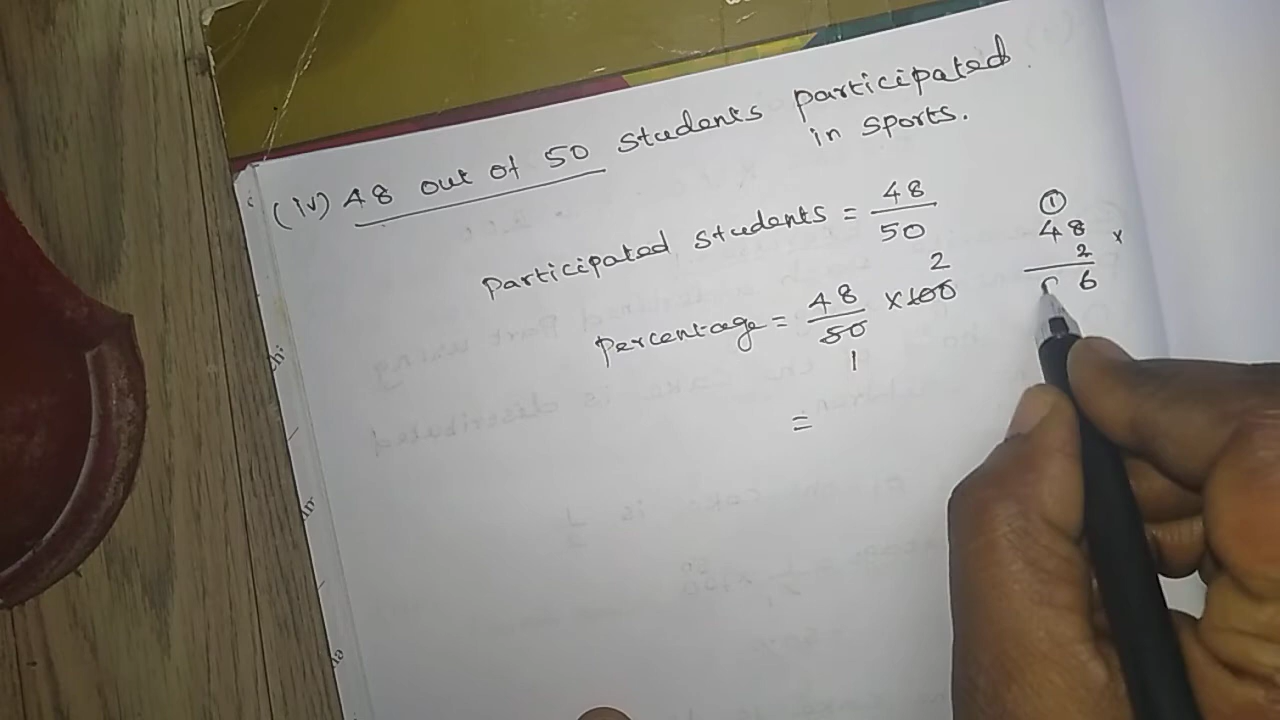 (iv) 48 out of 50 students participated
in sports.
Participated students = 48/50
Percentage = 48/50 × 100
2
1
=
1
48 ×
2
6